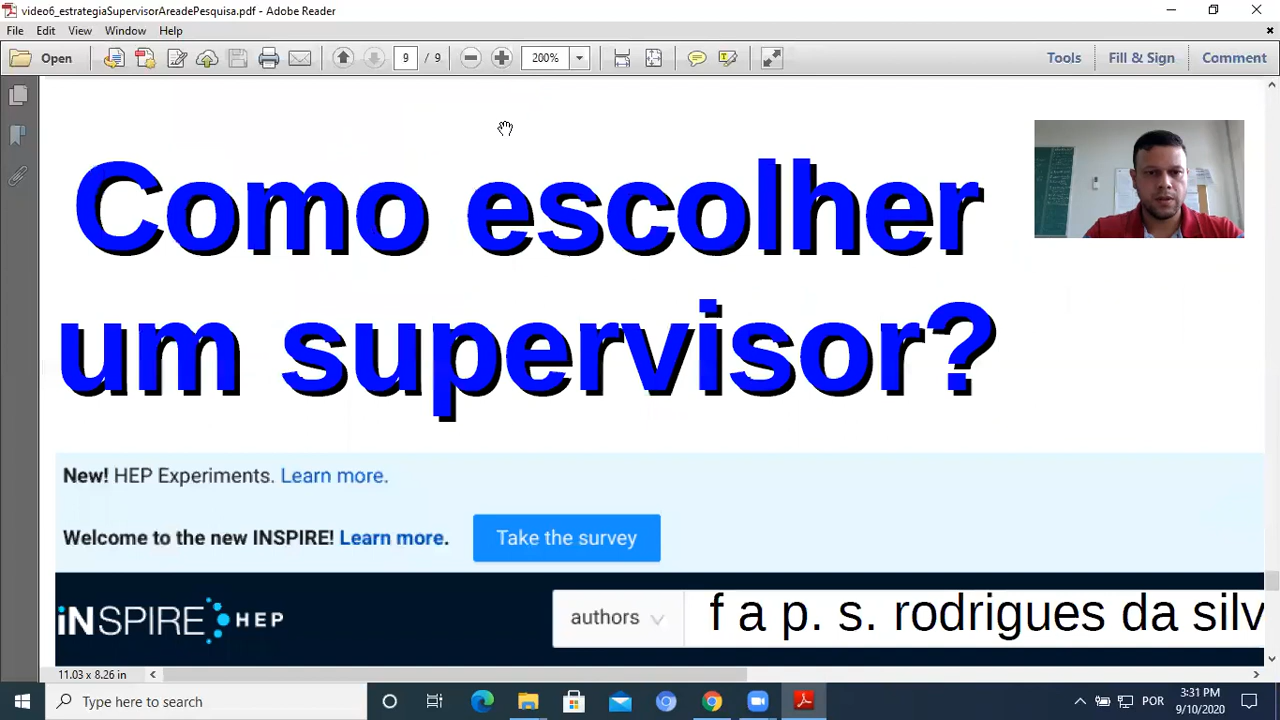 video6_estrategiaSupervisorAreadePesquisa.pdf - Adobe Reader
File Edit View Window Help
Open 9 / 9 200% Tools Fill & Sign Comment
Como escolher
um supervisor?
New! HEP Experiments. Learn more.
Welcome to the new INSPIRE! Learn more. Take the survey
iNSPIRE HEP authors f a p. s. rodrigues da silv
11.03 x 8.26 in
Type here to search POR 3:31 PM
9/10/2020